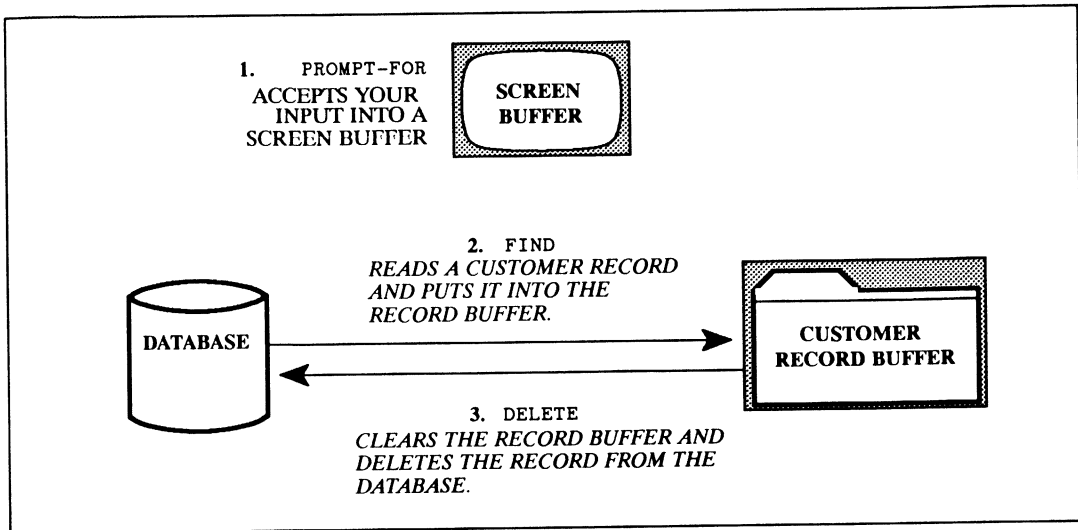 1. PROMPT-FOR
ACCEPTS YOUR
INPUT INTO A
SCREEN BUFFER
SCREEN
BUFFER
2. FIND
READS A CUSTOMER RECORD
AND PUTS IT INTO THE
RECORD BUFFER.
DATABASE
CUSTOMER
RECORD BUFFER
3. DELETE
CLEARS THE RECORD BUFFER AND
DELETES THE RECORD FROM THE
DATABASE.